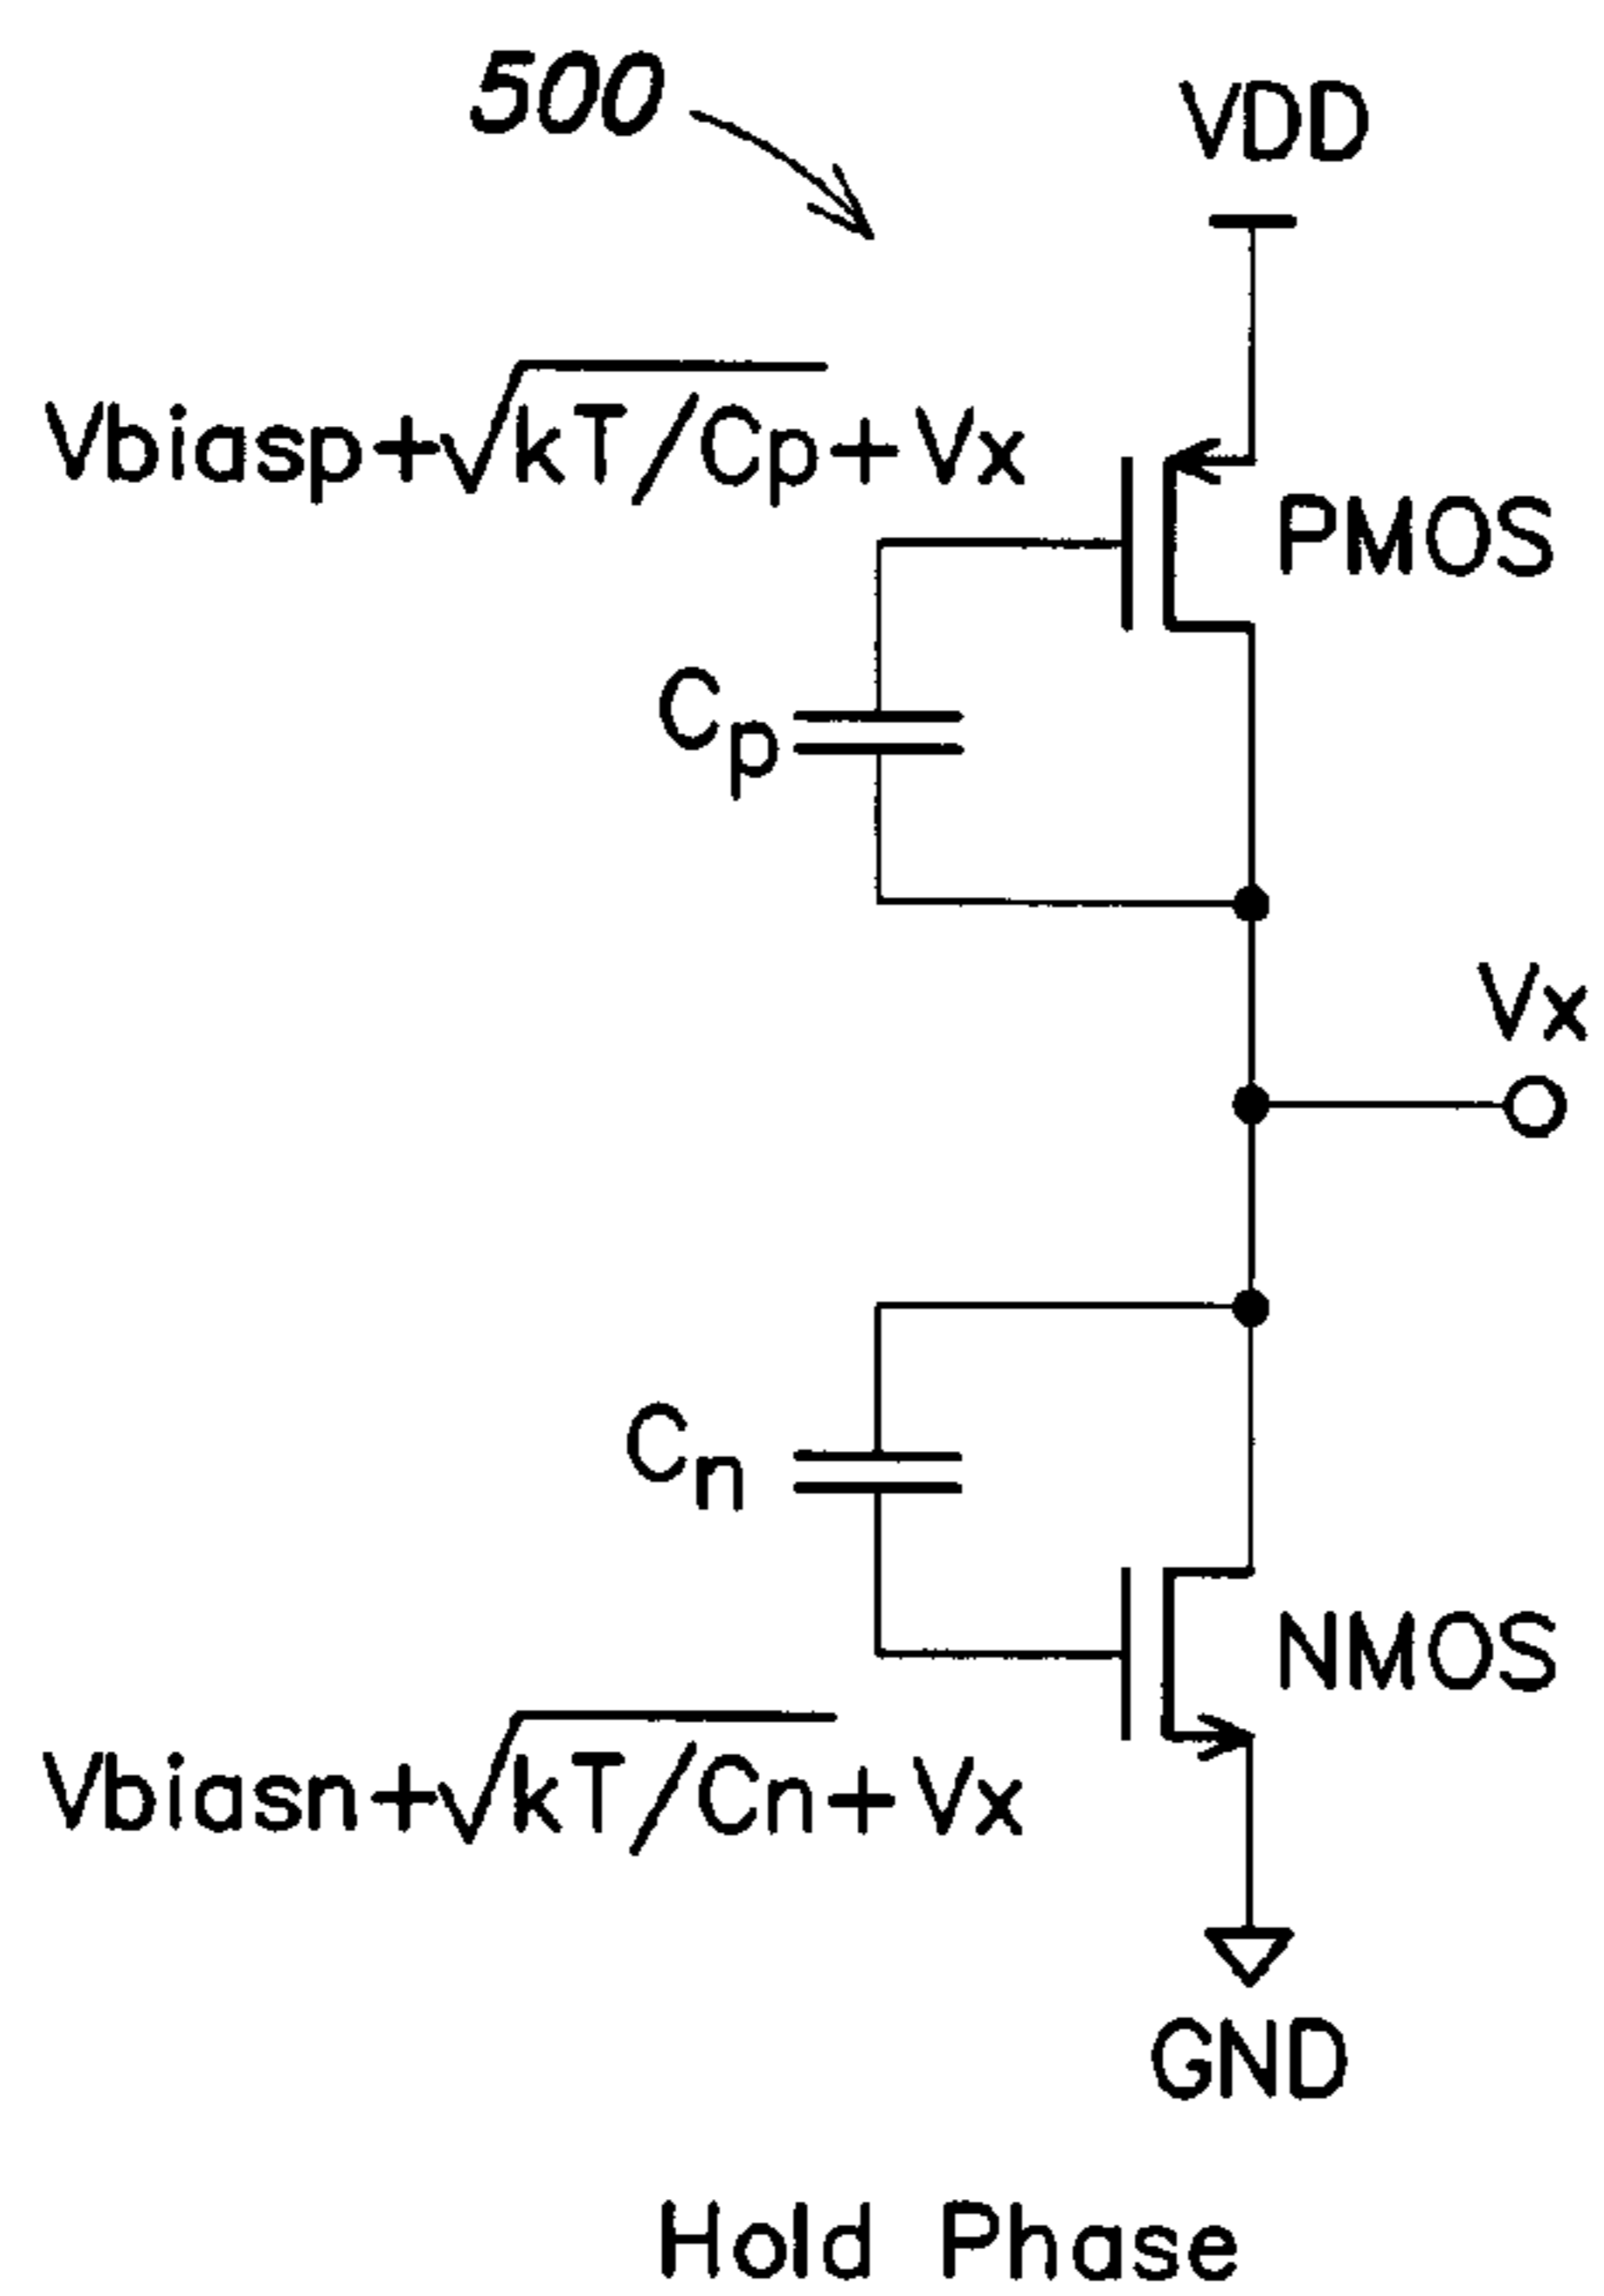 500
VDD
Vbiasp+√kT/Cp+Vx
PMOS
Cp
Vx
Cn
NMOS
Vbiasn+√kT/Cn+Vx
GND
Hold Phase